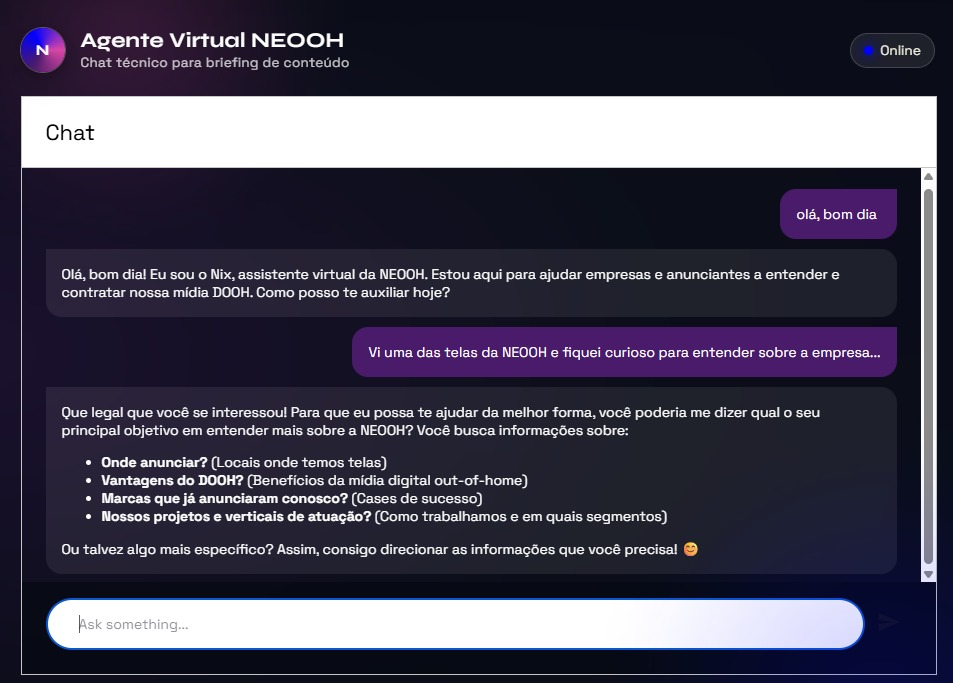 N
Agente Virtual NEOOH
Chat técnico para briefing de conteúdo
Online
Chat
olá, bom dia
Olá, bom dia! Eu sou o Nix, assistente virtual da NEOOH. Estou aqui para ajudar empresas e anunciantes a entender e
contratar nossa mídia DOOH. Como posso te auxiliar hoje?
Vi uma das telas da NEOOH e fiquei curioso para entender sobre a empresa...
Que legal que você se interessou! Para que eu possa te ajudar da melhor forma, você poderia me dizer qual o seu
principal objetivo em entender mais sobre a NEOOH? Você busca informações sobre:
• Onde anunciar? (Locais onde temos telas)
• Vantagens do DOOH? (Benefícios da mídia digital out-of-home)
• Marcas que já anunciaram conosco? (Cases de sucesso)
• Nossos projetos e verticais de atuação? (Como trabalhamos e em quais segmentos)
Ou talvez algo mais específico? Assim, consigo direcionar as informações que você precisa! 😊
Ask something...